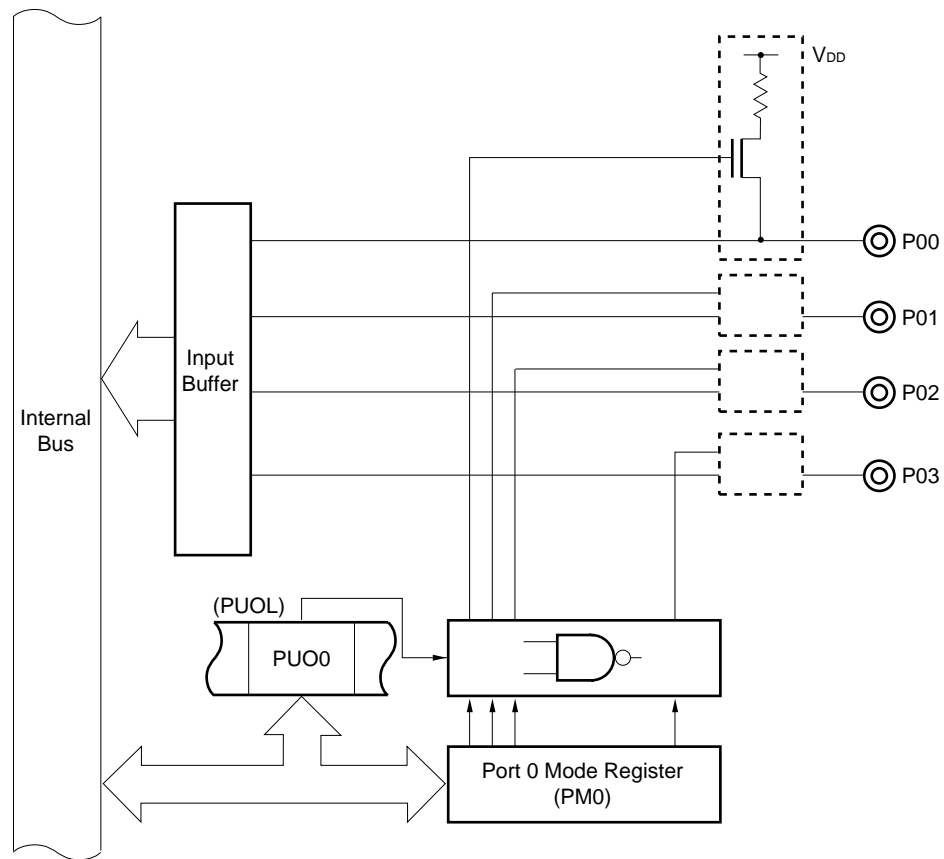 VDD
P00
P01
P02
P03
Input
Buffer
Internal
Bus
(PUOL)
PUO0
Port 0 Mode Register
(PM0)